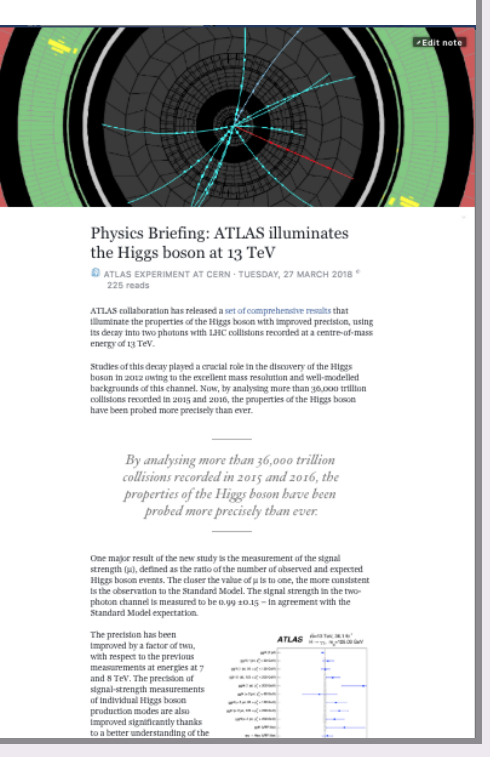 Edit note
Physics Briefing: ATLAS illuminates
the Higgs boson at 13 TeV
ATLAS EXPERIMENT AT CERN · TUESDAY, 27 MARCH 2018
225 reads
ATLAS collaboration has released a set of comprehensive results that
illuminate the properties of the Higgs boson with improved precision, using
its decay into two photons with LHC collisions recorded at a centre-of-mass
energy of 13 TeV.
Studies of this decay played a crucial role in the discovery of the Higgs
boson in 2012 owing to the excellent mass resolution and well-modelled
backgrounds of this channel. Now, by analysing more than 36,000 trillion
collisions recorded in 2015 and 2016, the properties of the Higgs boson
have been probed more precisely than ever.
By analysing more than 36,000 trillion
collisions recorded in 2015 and 2016, the
properties of the Higgs boson have been
probed more precisely than ever.
One major result of the new study is the measurement of the signal
strength (μ), defined as the ratio of the number of observed and expected
Higgs boson events. The closer the value of μ is to one, the more consistent
is the observation to the Standard Model. The signal strength in the two-
photon channel is measured to be 0.99 ±0.15 – in agreement with the
Standard Model expectation.
The precision has been
improved by a factor of two,
with respect to the previous
measurements at energies at 7
and 8 TeV. The precision of
signal-strength measurements
of individual Higgs boson
production modes are also
improved significantly thanks
to a better understanding of the
ATLAS